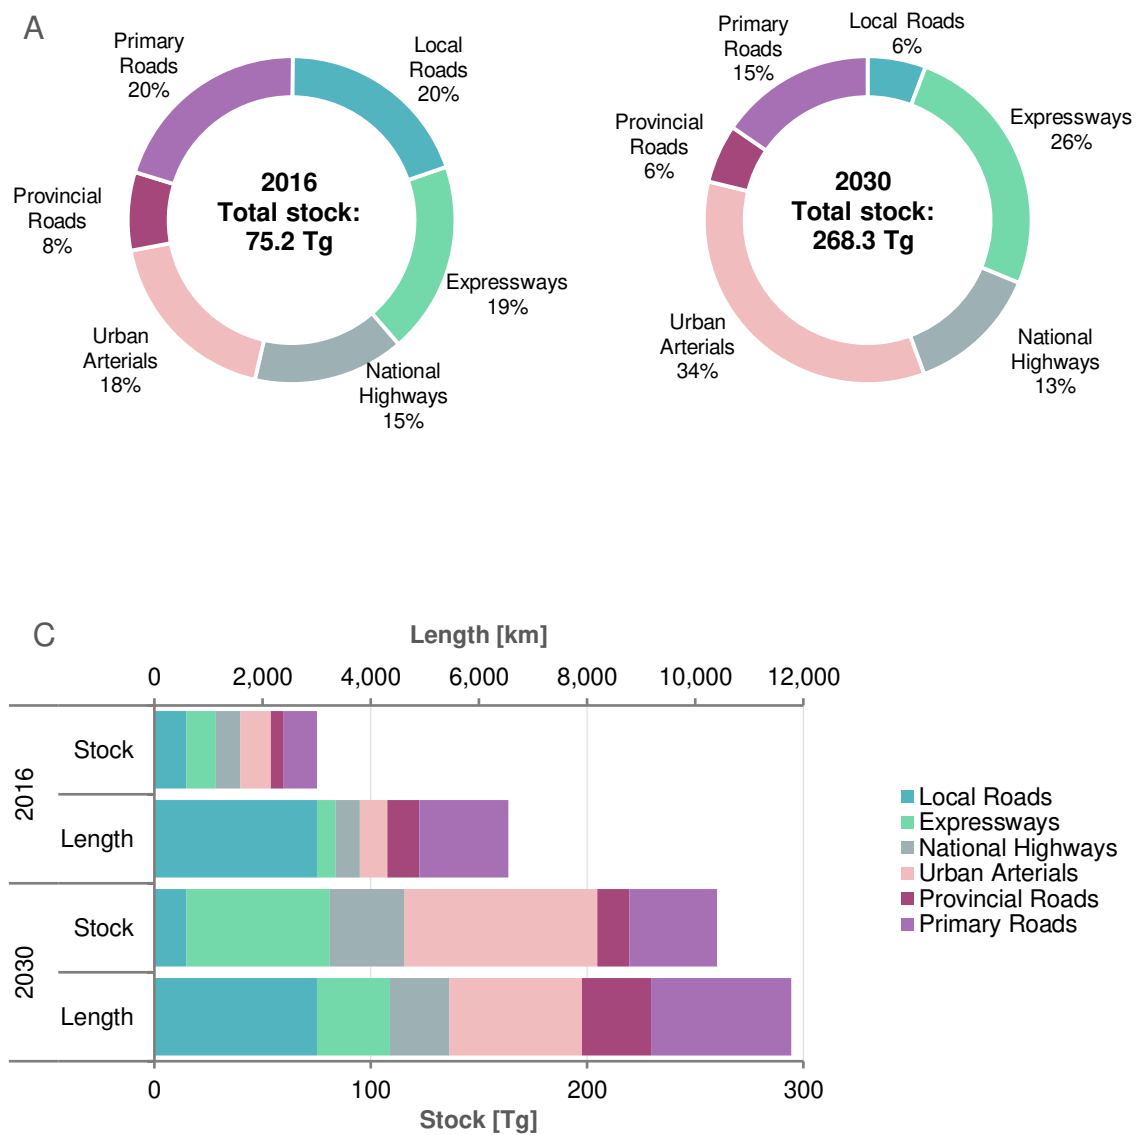 A
Primary
Roads
20%
Local
Roads
20%
Provincial
Roads
8%
2016
Total stock:
75.2 Tg
Expressways
19%
Urban
Arterials
18%
National
Highways
15%
Primary
Roads
15%
Local Roads
6%
Expressways
26%
Provincial
Roads
6%
2030
Total stock:
268.3 Tg
Urban
Arterials
34%
National
Highways
13%
C
Length [km]
0 2,000 4,000 6,000 8,000 10,000 12,000
2016
Stock
Length
2030
Stock
Length
0 100 200 300
Stock [Tg]
Local Roads
Expressways
National Highways
Urban Arterials
Provincial Roads
Primary Roads